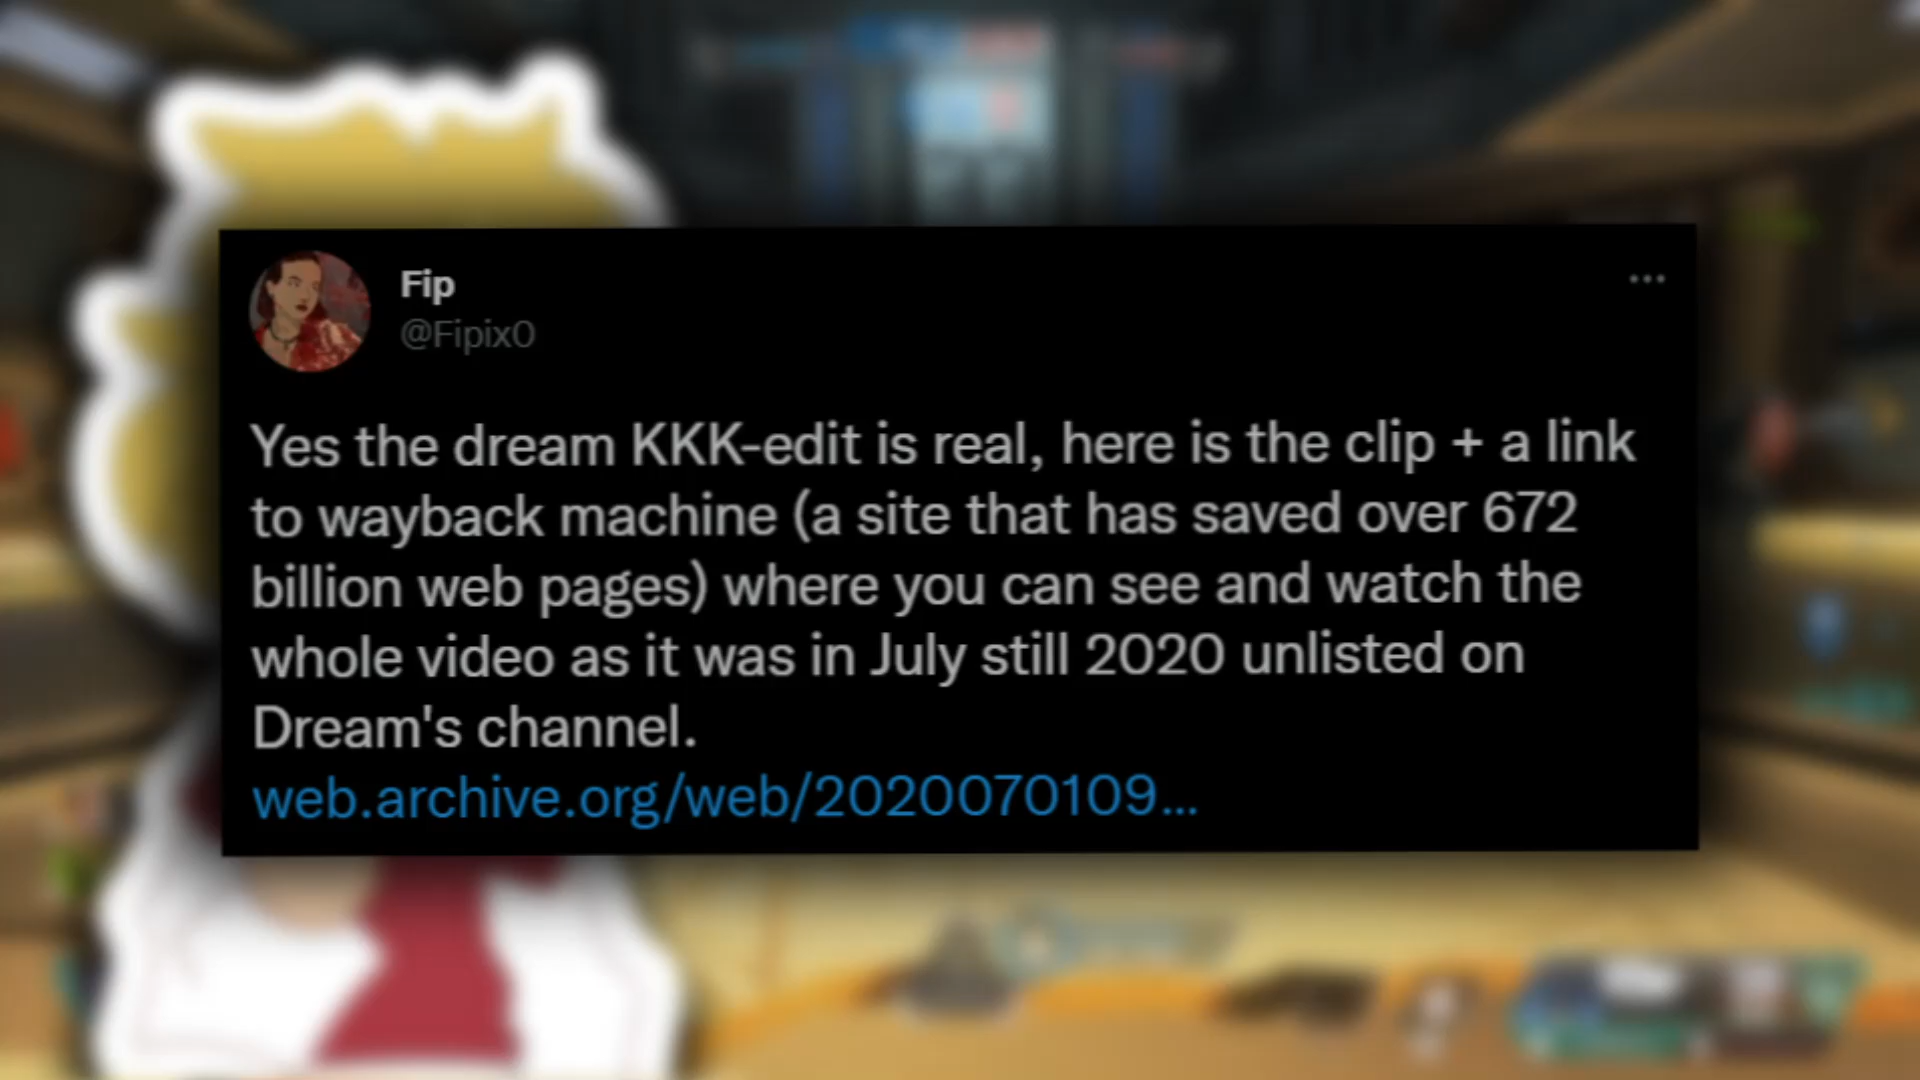 Fip
@Fipix0
Yes the dream KKK-edit is real, here is the clip + a link
to wayback machine (a site that has saved over 672
billion web pages) where you can see and watch the
whole video as it was in July still 2020 unlisted on
Dream's channel.
web.archive.org/web/2020070109...